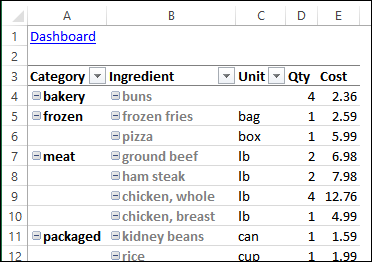 A B C D E
1 Dashboard
2
3 Category Ingredient Unit Qty Cost
4 bakery buns 4 2.36
5 frozen frozen fries bag 1 2.59
6 pizza box 1 5.99
7 meat ground beef lb 2 6.98
8 ham steak lb 2 7.98
9 chicken, whole lb 4 12.76
10 chicken, breast lb 1 4.99
11 packaged kidney beans can 1 1.59
12 rice cup 1 1.99